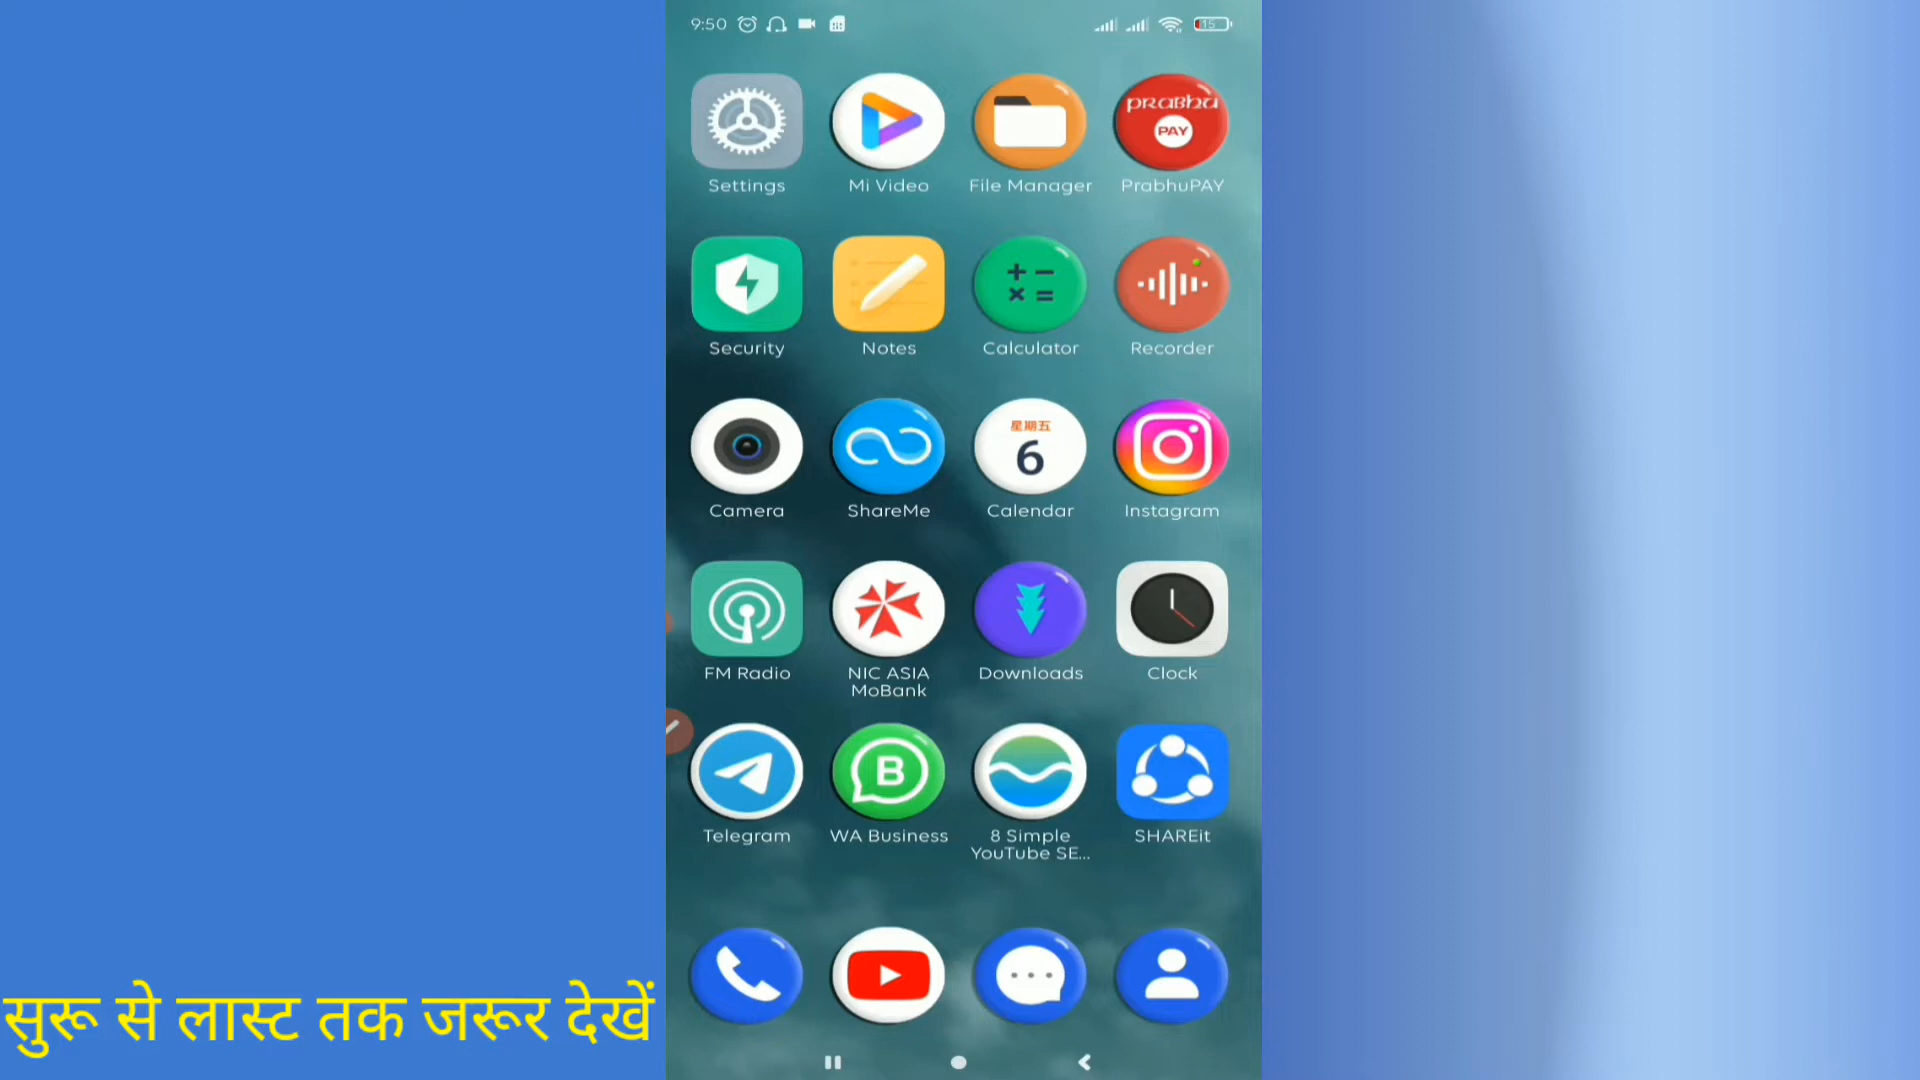 9:50
15
prabhu
PAY
Settings
Mi Video
File Manager
PrabhuPAY
Security
Notes
Calculator
Recorder
星期五
6
Camera
ShareMe
Calendar
Instagram
FM Radio
NIC ASIA
MoBank
Downloads
Clock
B
Telegram
WA Business
8 Simple
YouTube SE...
SHAREit
सुरू से लास्ट तक जरूर देखें